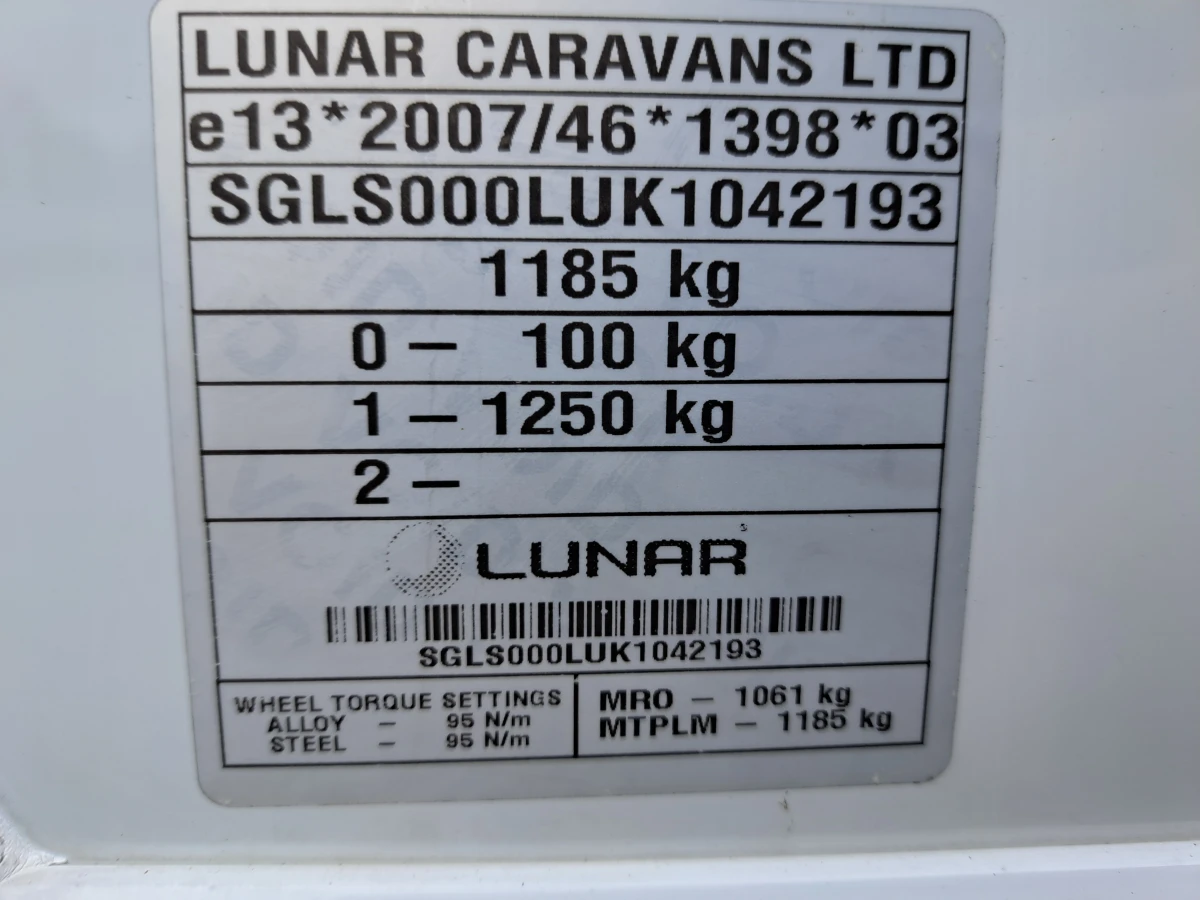 LUNAR CARAVANS LTD
e13*2007/46*1398*03
SGLS000LUK1042193
1185 kg
0 – 100 kg
1 – 1250 kg
2 –
LUNAR
SGLS000LUK1042193
WHEEL TORQUE SETTINGS
ALLOY – 95 N/m
STEEL – 95 N/m
MRO – 1061 kg
MTPLM – 1185 kg